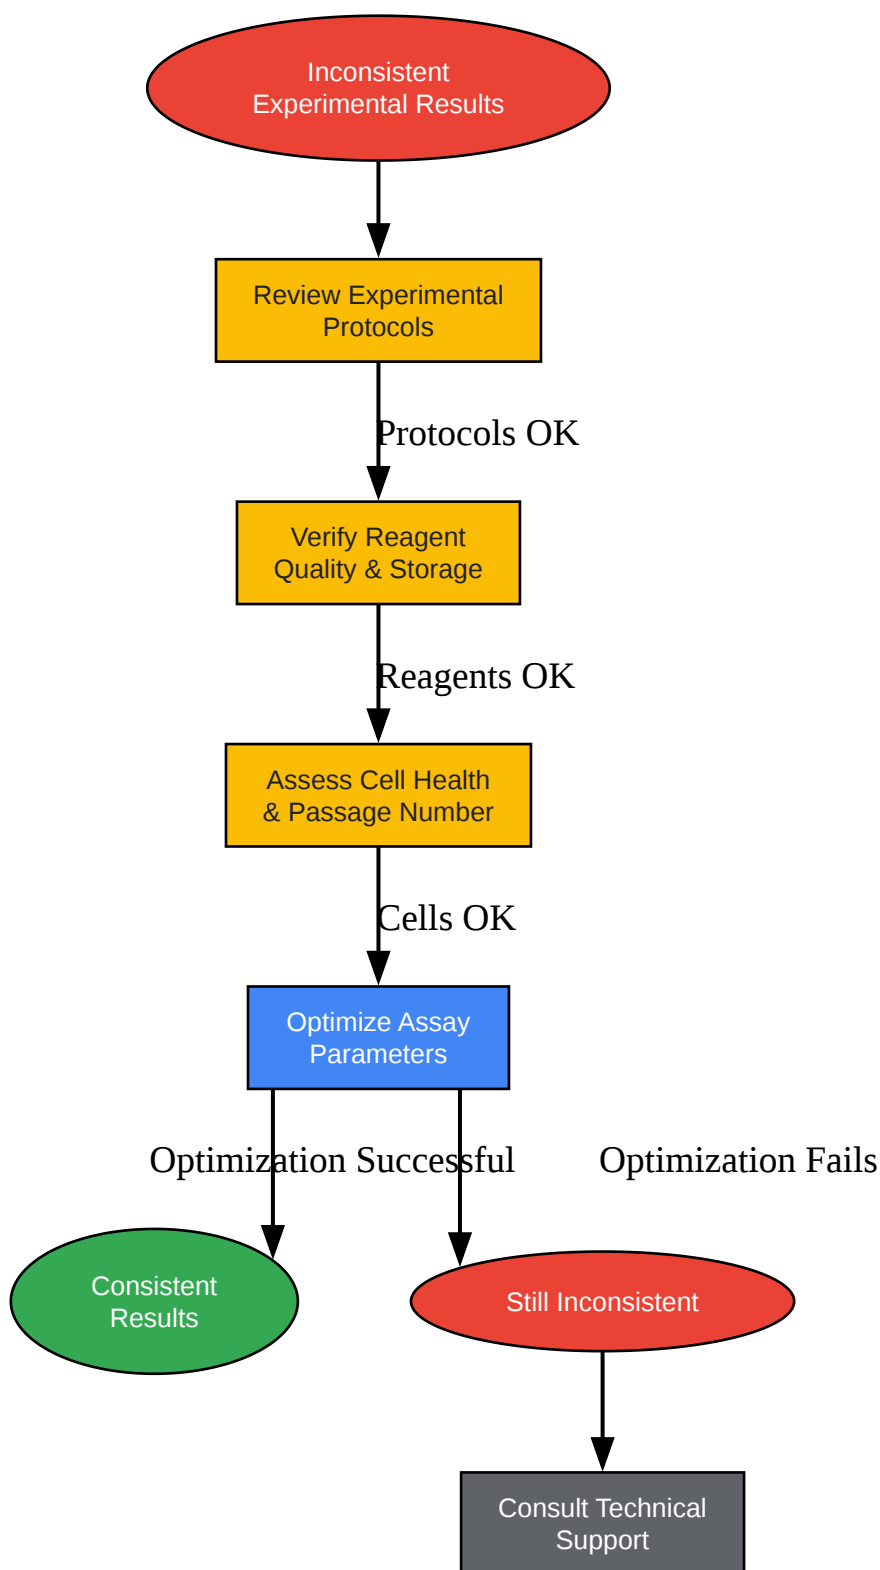 Inconsistent
Experimental Results
Review Experimental
Protocols
Protocols OK
Verify Reagent
Quality & Storage
Reagents OK
Assess Cell Health
& Passage Number
Cells OK
Optimize Assay
Parameters
Optimization Successful
Optimization Fails
Consistent
Results
Still Inconsistent
Consult Technical
Support